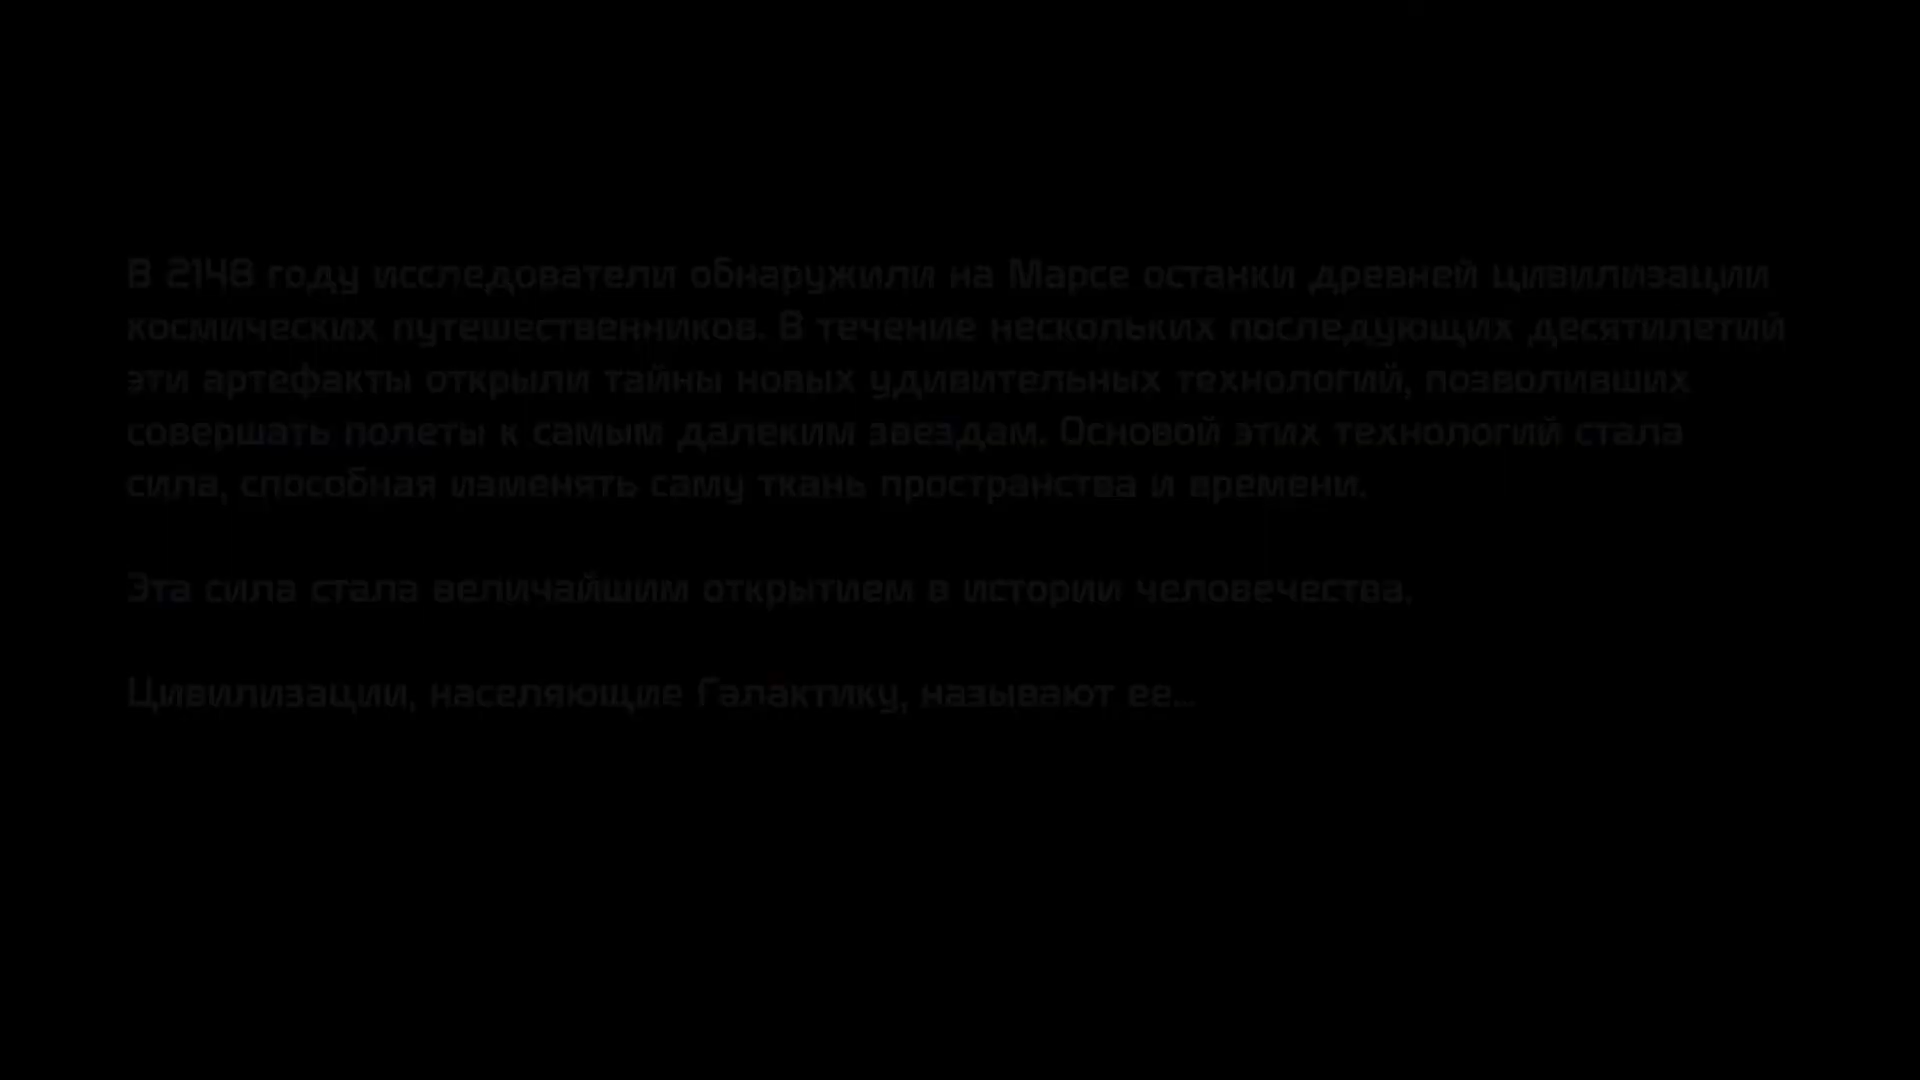 В 2148 году исследователи обнаружили на Марсе останки древней цивилизации
космических путешественников. В течение нескольких последующих десятилетий
эти артефакты открыли тайны новых удивительных технологий, позволивших
совершать полеты к самым далеким звездам. Основой этих технологий стала
сила, способная изменять саму ткань пространства и времени.
Эта сила стала величайшим открытием в истории человечества.
Цивилизации, населяющие Галактику, называют ее...